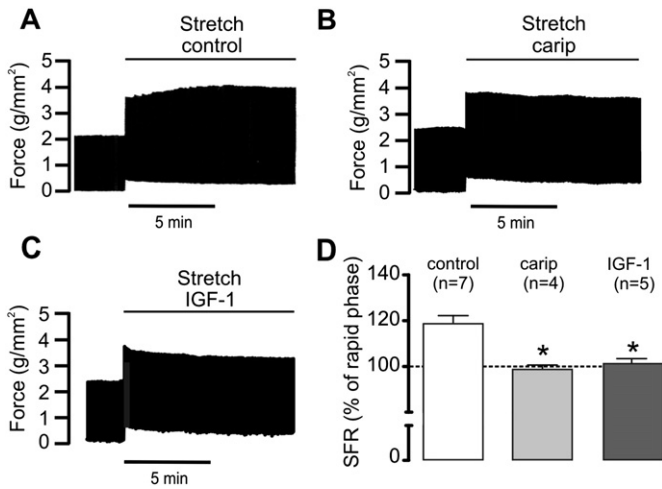 A
Stretch
control
Force (g/mm²)
5
4
3
2
1
0
5 min
B
Stretch
carip
Force (g/mm²)
5
4
3
2
1
0
5 min
C
Stretch
IGF-1
Force (g/mm²)
5
4
3
2
1
0
5 min
D
SFR (% of rapid phase)
140
120
100
80
0
control
(n=7)
carip
(n=4)
IGF-1
(n=5)
*
*